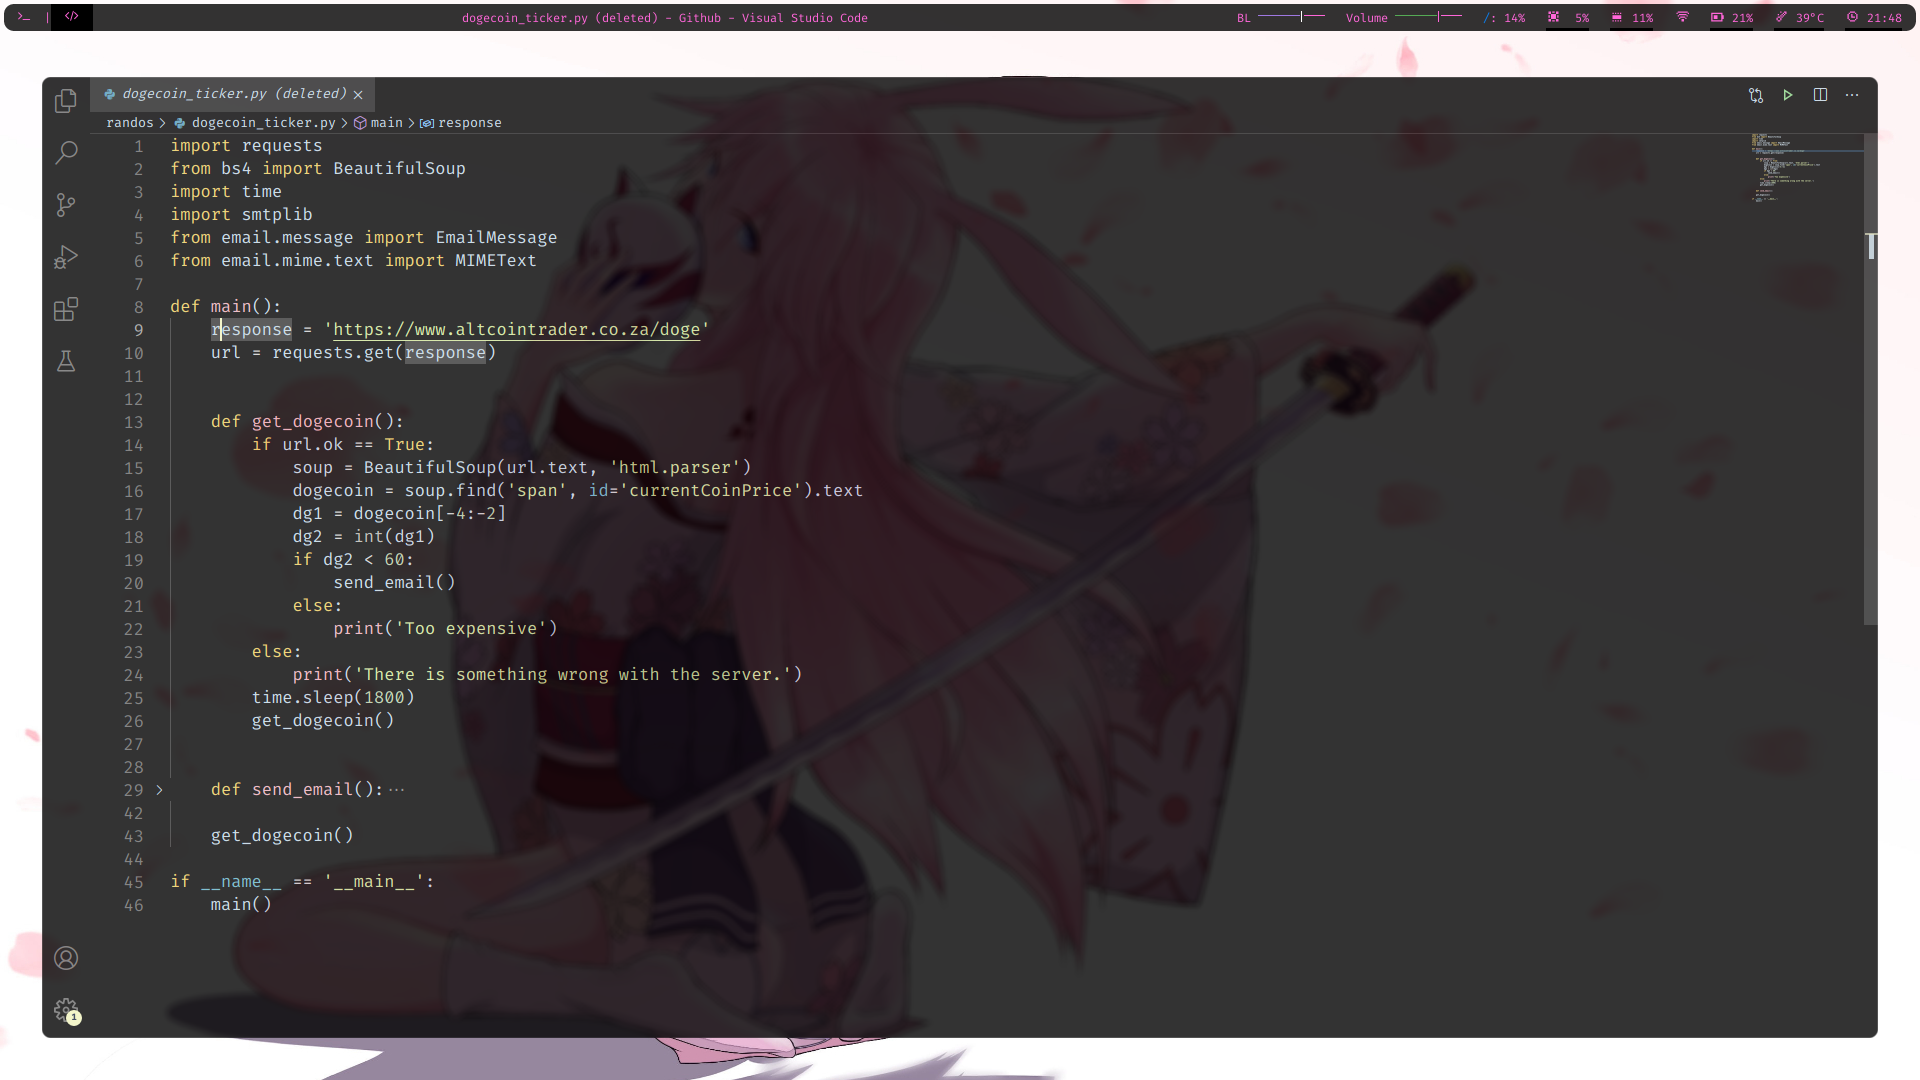 >_ | </> dogecoin_ticker.py (deleted) - Github - Visual Studio Code BL Volume /: 14% 5% 11% 21% 39°C 21:48
dogecoin_ticker.py (deleted) ×
randos > dogecoin_ticker.py > main > response
1 import requests
2 from bs4 import BeautifulSoup
3 import time
4 import smtplib
5 from email.message import EmailMessage
6 from email.mime.text import MIMEText
7
8 def main():
9 response = 'https://www.altcointrader.co.za/doge'
10 url = requests.get(response)
11
12
13 def get_dogecoin():
14 if url.ok == True:
15 soup = BeautifulSoup(url.text, 'html.parser')
16 dogecoin = soup.find('span', id='currentCoinPrice').text
17 dg1 = dogecoin[-4:-2]
18 dg2 = int(dg1)
19 if dg2 < 60:
20 send_email()
21 else:
22 print('Too expensive')
23 else:
24 print('There is something wrong with the server.')
25 time.sleep(1800)
26 get_dogecoin()
27
28
29 > def send_email():···
42
43 get_dogecoin()
44
45 if __name__ == '__main__':
46 main()
1